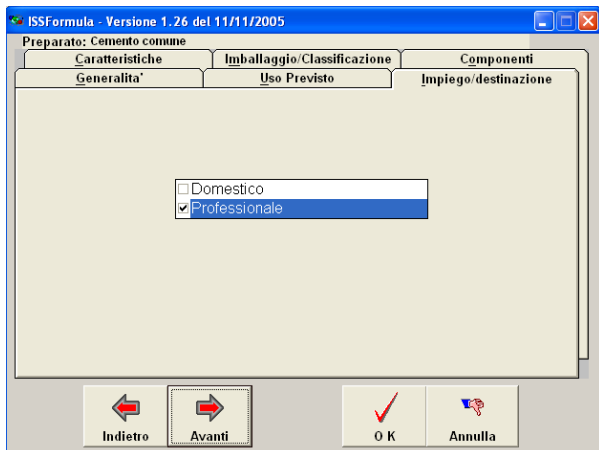 ISSFormula - Versione 1.26 del 11/11/2005
Preparato: Cemento comune
Caratteristiche Imballaggio/Classificazione Componenti
Generalita' Uso Previsto Impiego/destinazione
Domestico
Professionale
Indietro Avanti OK Annulla